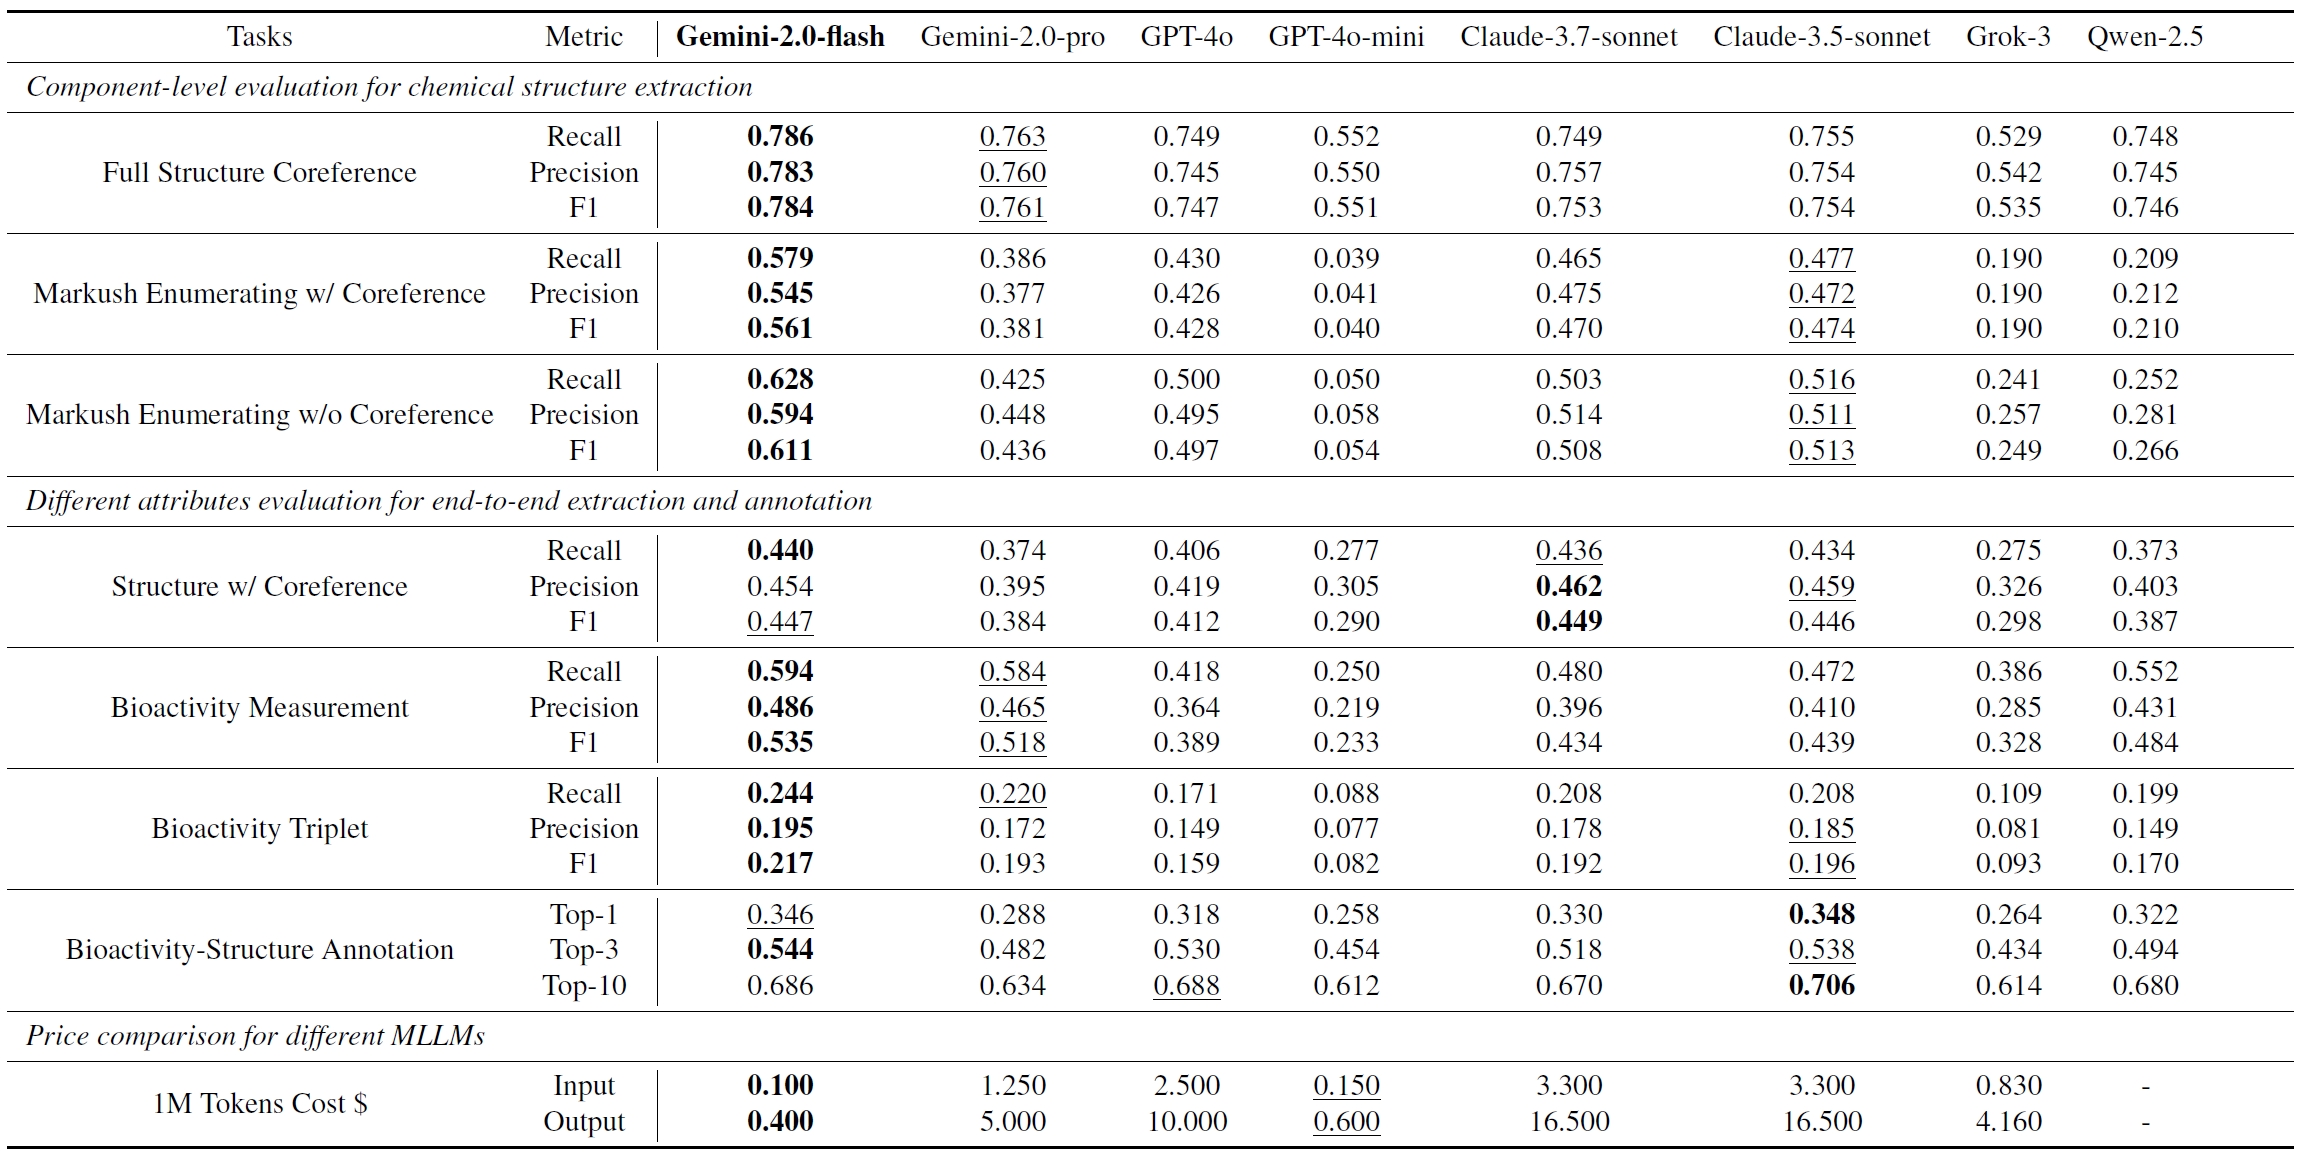 Tasks Metric Gemini-2.0-flash Gemini-2.0-pro GPT-4o GPT-4o-mini Claude-3.7-sonnet Claude-3.5-sonnet Grok-3 Qwen-2.5
Component-level evaluation for chemical structure extraction
Recall 0.786 0.763 0.749 0.552 0.749 0.755 0.529 0.748
Full Structure Coreference Precision 0.783 0.760 0.745 0.550 0.757 0.754 0.542 0.745
F1 0.784 0.761 0.747 0.551 0.753 0.754 0.535 0.746
Recall 0.579 0.386 0.430 0.039 0.465 0.477 0.190 0.209
Markush Enumerating w/ Coreference Precision 0.545 0.377 0.426 0.041 0.475 0.472 0.190 0.212
F1 0.561 0.381 0.428 0.040 0.470 0.474 0.190 0.210
Recall 0.628 0.425 0.500 0.050 0.503 0.516 0.241 0.252
Markush Enumerating w/o Coreference Precision 0.594 0.448 0.495 0.058 0.514 0.511 0.257 0.281
F1 0.611 0.436 0.497 0.054 0.508 0.513 0.249 0.266
Different attributes evaluation for end-to-end extraction and annotation
Recall 0.440 0.374 0.406 0.277 0.436 0.434 0.275 0.373
Structure w/ Coreference Precision 0.454 0.395 0.419 0.305 0.462 0.459 0.326 0.403
F1 0.447 0.384 0.412 0.290 0.449 0.446 0.298 0.387
Recall 0.594 0.584 0.418 0.250 0.480 0.472 0.386 0.552
Bioactivity Measurement Precision 0.486 0.465 0.364 0.219 0.396 0.410 0.285 0.431
F1 0.535 0.518 0.389 0.233 0.434 0.439 0.328 0.484
Recall 0.244 0.220 0.171 0.088 0.208 0.208 0.109 0.199
Bioactivity Triplet Precision 0.195 0.172 0.149 0.077 0.178 0.185 0.081 0.149
F1 0.217 0.193 0.159 0.082 0.192 0.196 0.093 0.170
Top-1 0.346 0.288 0.318 0.258 0.330 0.348 0.264 0.322
Bioactivity-Structure Annotation Top-3 0.544 0.482 0.530 0.454 0.518 0.538 0.434 0.494
Top-10 0.686 0.634 0.688 0.612 0.670 0.706 0.614 0.680
Price comparison for different MLLMs
Input 0.100 1.250 2.500 0.150 3.300 3.300 0.830 -
1M Tokens Cost $
Output 0.400 5.000 10.000 0.600 16.500 16.500 4.160 -